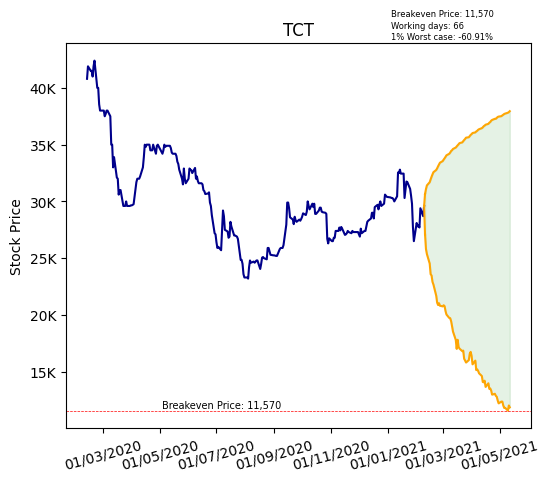 Breakeven Price: 11,570
Working days: 66
1% Worst case: -60.91%
TCT
Stock Price
40K
35K
30K
25K
20K
15K
Breakeven Price: 11,570
01/03/2020
01/05/2020
01/07/2020
01/09/2020
01/11/2020
01/01/2021
01/03/2021
01/05/2021